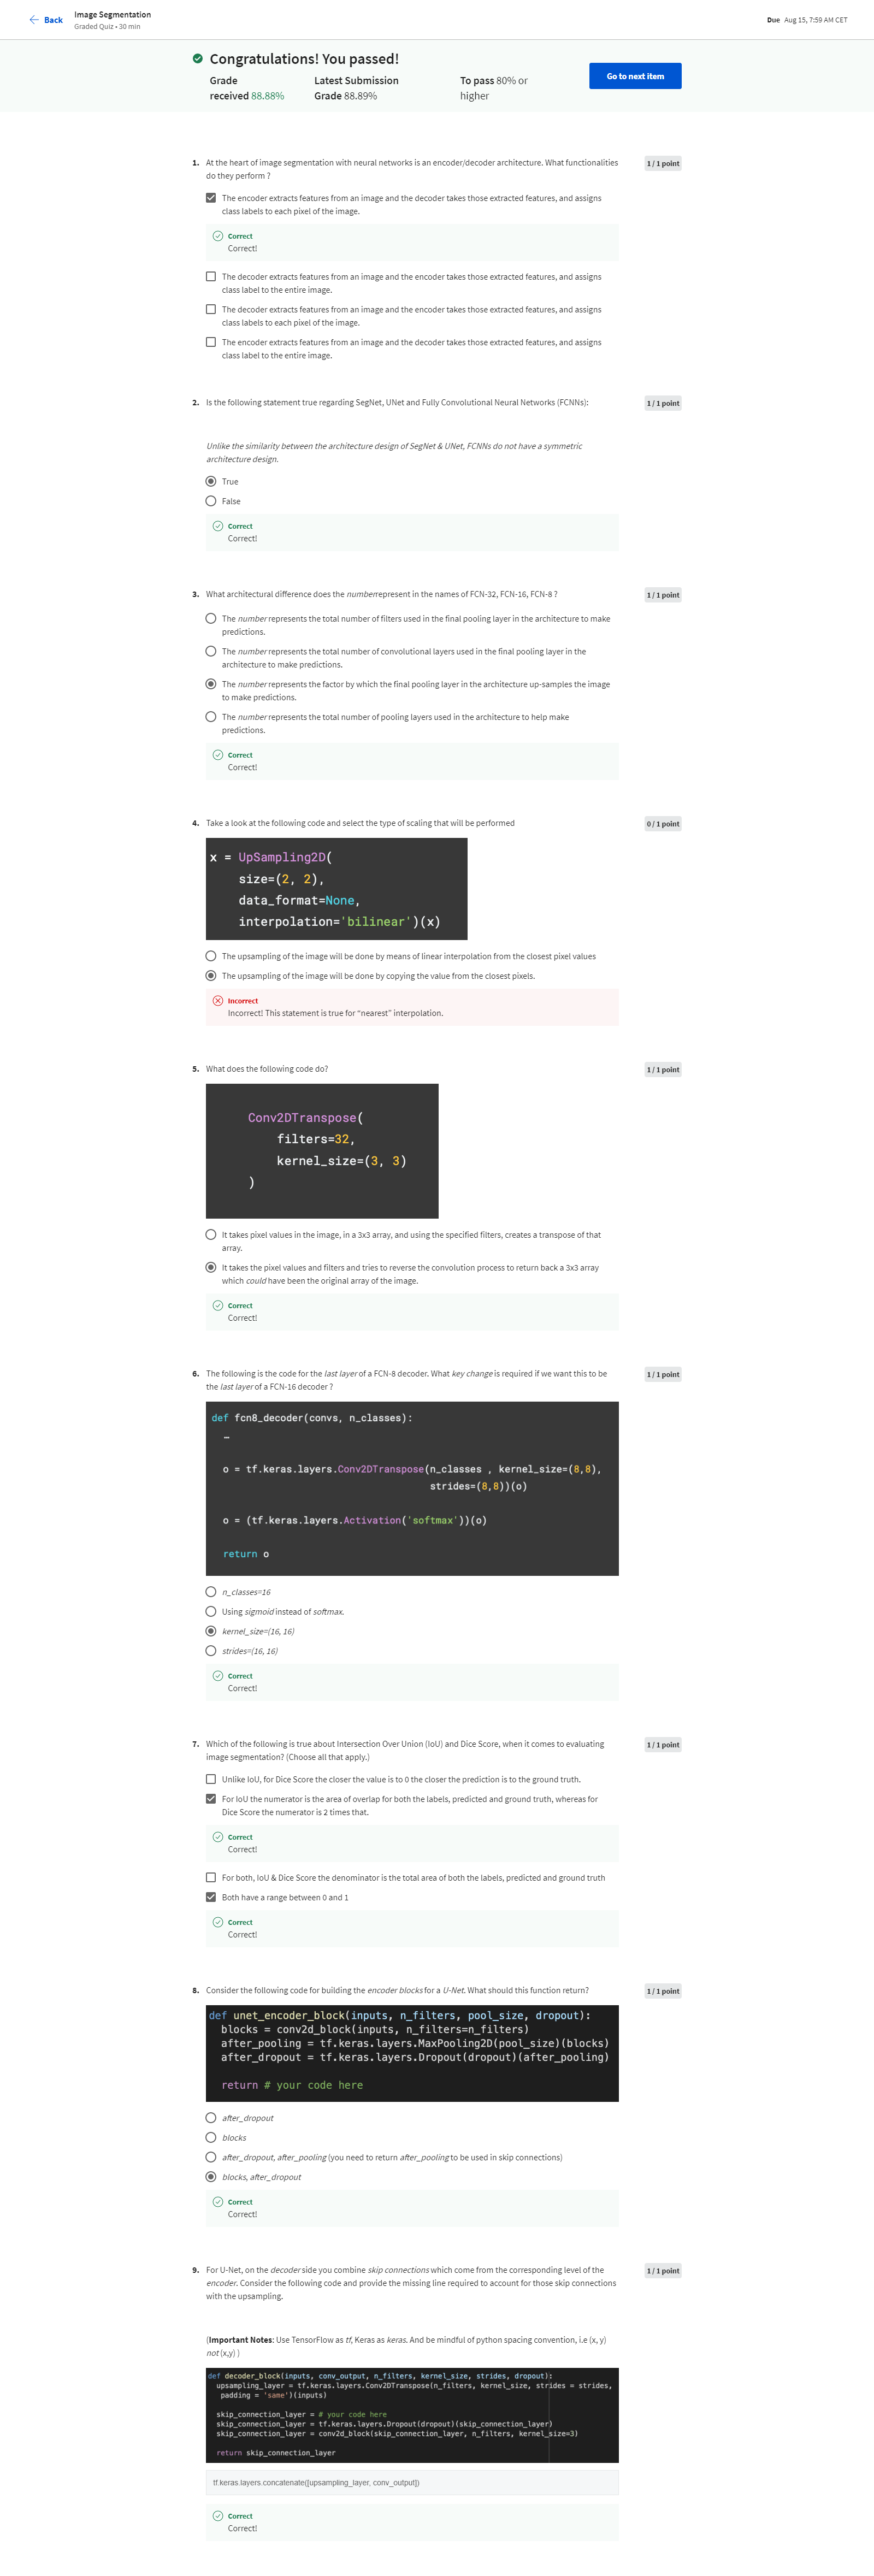 Back
Image Segmentation
Graded Quiz • 30 min
Due Aug 15, 7:59 AM CET
Congratulations! You passed!
Grade
received 88.88%
Latest Submission
Grade 88.89%
To pass 80% or
higher
Go to next item
1. At the heart of image segmentation with neural networks is an encoder/decoder architecture. What functionalities
do they perform ?
1 / 1 point
The encoder extracts features from an image and the decoder takes those extracted features, and assigns
class labels to each pixel of the image.
Correct
Correct!
The decoder extracts features from an image and the encoder takes those extracted features, and assigns
class label to the entire image.
The decoder extracts features from an image and the encoder takes those extracted features, and assigns
class labels to each pixel of the image.
The encoder extracts features from an image and the decoder takes those extracted features, and assigns
class label to the entire image.
2. Is the following statement true regarding SegNet, UNet and Fully Convolutional Neural Networks (FCNNs):
1 / 1 point
Unlike the similarity between the architecture design of SegNet & UNet, FCNNs do not have a symmetric
architecture design.
True
False
Correct
Correct!
3. What architectural difference does the number represent in the names of FCN-32, FCN-16, FCN-8 ?
1 / 1 point
The number represents the total number of filters used in the final pooling layer in the architecture to make
predictions.
The number represents the total number of convolutional layers used in the final pooling layer in the
architecture to make predictions.
The number represents the factor by which the final pooling layer in the architecture up-samples the image
to make predictions.
The number represents the total number of pooling layers used in the architecture to help make
predictions.
Correct
Correct!
4. Take a look at the following code and select the type of scaling that will be performed
0 / 1 point
x = UpSampling2D(
size=(2, 2),
data_format=None,
interpolation='bilinear')(x)
The upsampling of the image will be done by means of linear interpolation from the closest pixel values
The upsampling of the image will be done by copying the value from the closest pixels.
Incorrect
Incorrect! This statement is true for “nearest” interpolation.
5. What does the following code do?
1 / 1 point
Conv2DTranspose(
filters=32,
kernel_size=(3, 3)
)
It takes pixel values in the image, in a 3x3 array, and using the specified filters, creates a transpose of that
array.
It takes the pixel values and filters and tries to reverse the convolution process to return back a 3x3 array
which could have been the original array of the image.
Correct
Correct!
6. The following is the code for the last layer of a FCN-8 decoder. What key change is required if we want this to be
the last layer of a FCN-16 decoder ?
1 / 1 point
def fcn8_decoder(convs, n_classes):
…
o = tf.keras.layers.Conv2DTranspose(n_classes , kernel_size=(8,8),
strides=(8,8))(o)
o = (tf.keras.layers.Activation('softmax'))(o)
return o
n_classes=16
Using sigmoid instead of softmax.
kernel_size=(16, 16)
strides=(16, 16)
Correct
Correct!
7. Which of the following is true about Intersection Over Union (IoU) and Dice Score, when it comes to evaluating
image segmentation? (Choose all that apply.)
1 / 1 point
Unlike IoU, for Dice Score the closer the value is to 0 the closer the prediction is to the ground truth.
For IoU the numerator is the area of overlap for both the labels, predicted and ground truth, whereas for
Dice Score the numerator is 2 times that.
Correct
Correct!
For both, IoU & Dice Score the denominator is the total area of both the labels, predicted and ground truth
Both have a range between 0 and 1
Correct
Correct!
8. Consider the following code for building the encoder blocks for a U-Net. What should this function return?
1 / 1 point
def unet_encoder_block(inputs, n_filters, pool_size, dropout):
blocks = conv2d_block(inputs, n_filters=n_filters)
after_pooling = tf.keras.layers.MaxPooling2D(pool_size)(blocks)
after_dropout = tf.keras.layers.Dropout(dropout)(after_pooling)
return # your code here
after_dropout
blocks
after_dropout, after_pooling (you need to return after_pooling to be used in skip connections)
blocks, after_dropout
Correct
Correct!
9. For U-Net, on the decoder side you combine skip connections which come from the corresponding level of the
encoder. Consider the following code and provide the missing line required to account for those skip connections
with the upsampling.
1 / 1 point
(Important Notes: Use TensorFlow as tf, Keras as keras. And be mindful of python spacing convention, i.e (x, y)
not (x,y) )
def decoder_block(inputs, conv_output, n_filters, kernel_size, strides, dropout):
upsampling_layer = tf.keras.layers.Conv2DTranspose(n_filters, kernel_size, strides = strides,
padding = 'same')(inputs)
skip_connection_layer = # your code here
skip_connection_layer = tf.keras.layers.Dropout(dropout)(skip_connection_layer)
skip_connection_layer = conv2d_block(skip_connection_layer, n_filters, kernel_size=3)
return skip_connection_layer
tf.keras.layers.concatenate([upsampling_layer, conv_output])
Correct
Correct!